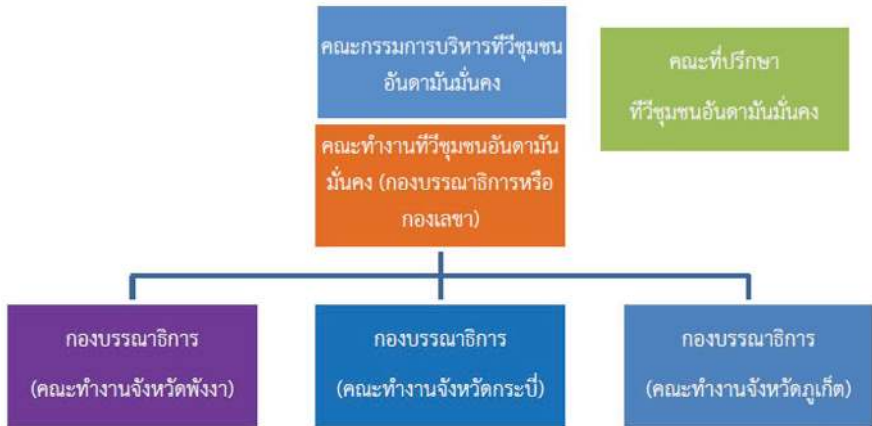 คณะกรรมการบริหารทีวีชุมชน
อันดามันมั่นคง
คณะที่ปรึกษา
ทีวีชุมชนอันดามันมั่นคง
คณะทำงานทีวีชุมชนอันดามัน
มั่นคง (กองบรรณาธิการหรือ
กองเลขา)
กองบรรณาธิการ
(คณะทำงานจังหวัดพังงา)
กองบรรณาธิการ
(คณะทำงานจังหวัดกระบี่)
กองบรรณาธิการ
(คณะทำงานจังหวัดภูเก็ต)